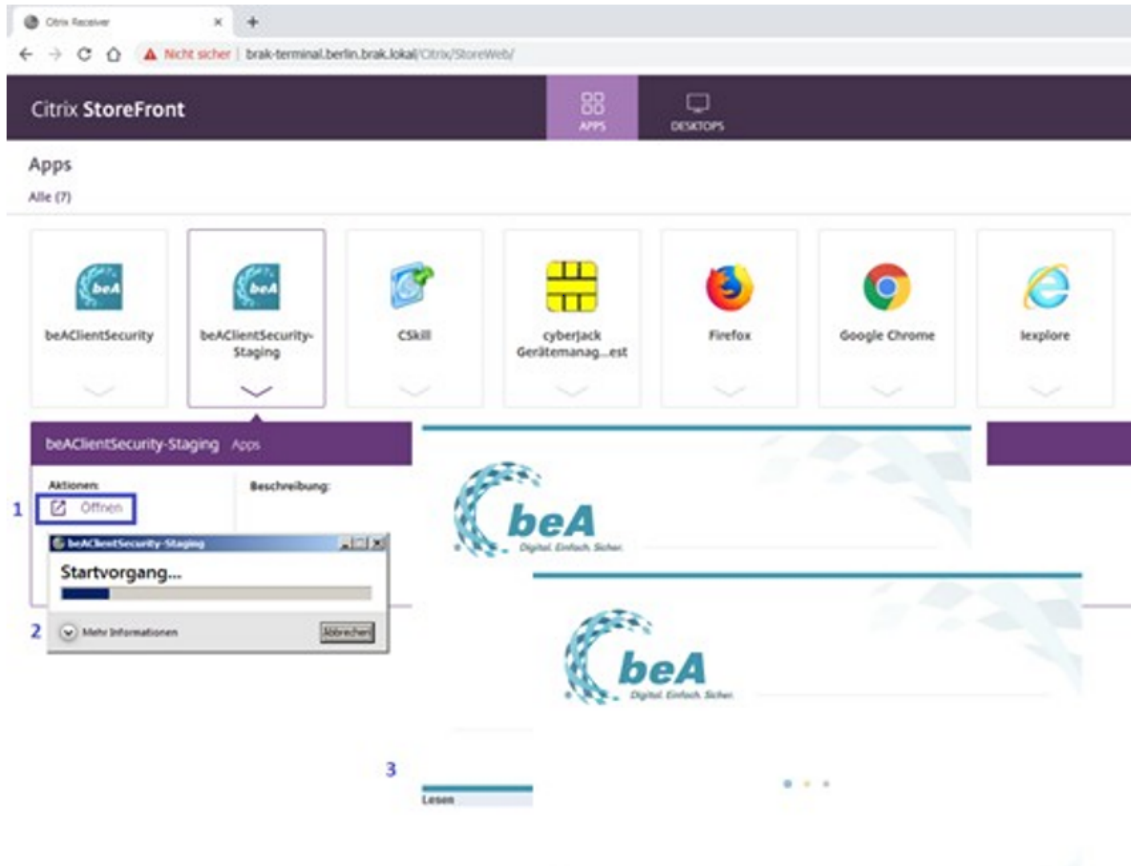 Citrix Receiver
Nicht sicher | brak-terminal.berlin.brak.lokal/Citrix/StoreWeb/
Citrix StoreFront
APPS
DESKTOPS
Apps
Alle (7)
beA
beAClientSecurity
beA
beAClientSecurity-
Staging
CSkill
cyberJack
Gerätemanag...est
Firefox
Google Chrome
Iexplore
beAClientSecurity-Staging Apps
Aktionen:
Beschreibung:
1
Öffnen
beAClientSecurity-Staging
Startvorgang...
2
Mehr Informationen
Abbrechen
beA
Digital. Einfach. Sicher.
beA
Digital. Einfach. Sicher.
3
Lesen